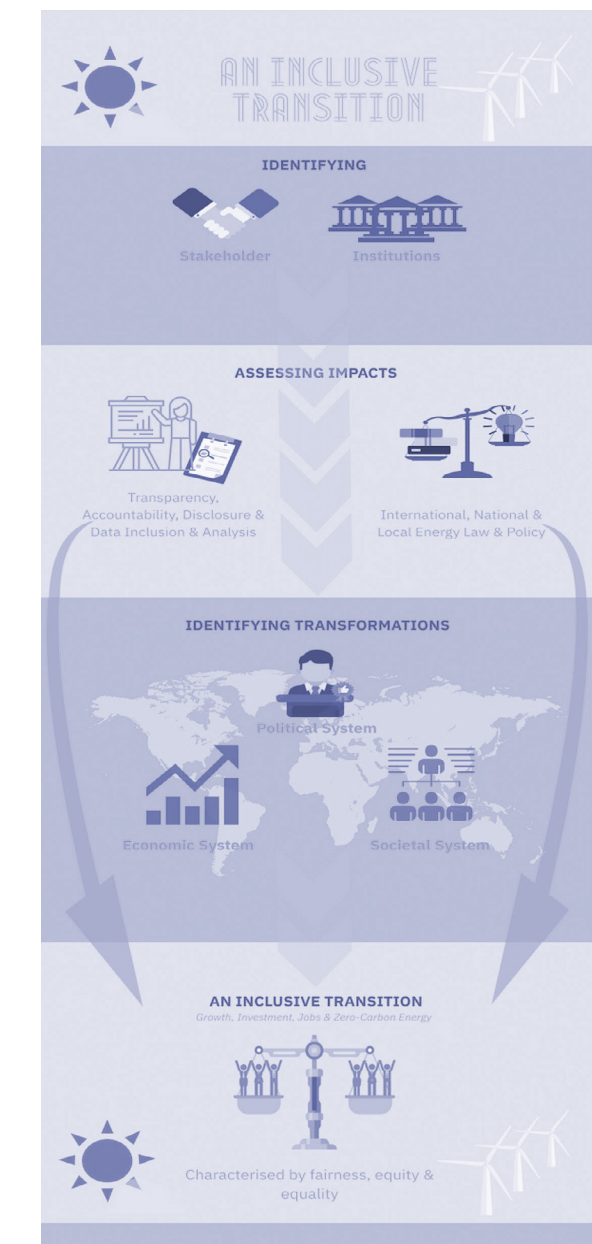 AN INCLUSIVE
TRANSITION
IDENTIFYING
Stakeholder
Institutions
ASSESSING IMPACTS
Transparency,
Accountability, Disclosure &
Data Inclusion & Analysis
International, National &
Local Energy Law & Policy
IDENTIFYING TRANSFORMATIONS
Political System
Economic System
Societal System
AN INCLUSIVE TRANSITION
Growth, Investment, Jobs & Zero-Carbon Energy
Characterised by fairness, equity &
equality